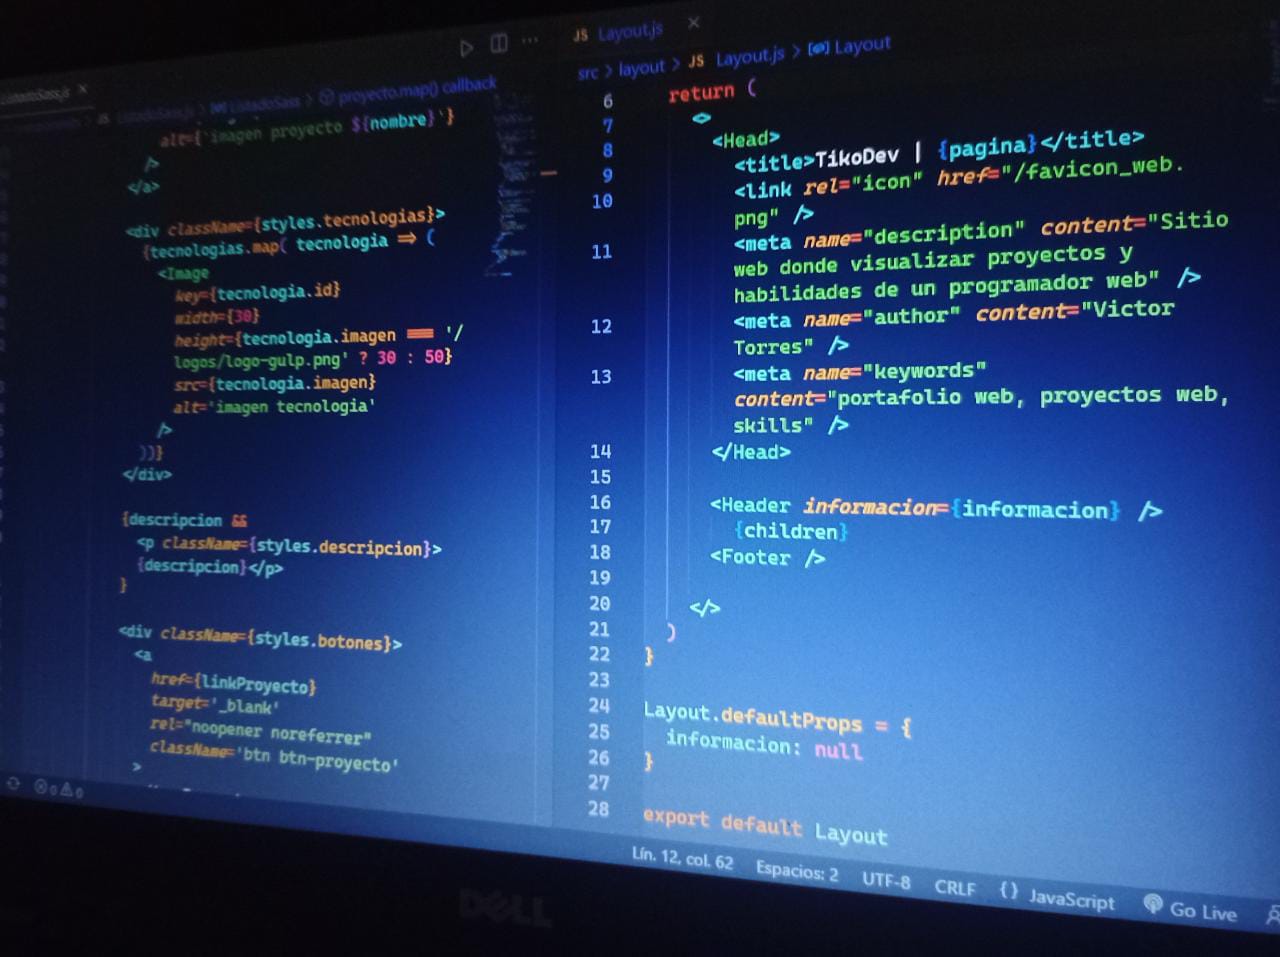 ListadoSass.js
ListadoSass.js > ListadoSass > proyecto.map() callback
alt={`imagen proyecto ${nombre}`}
/>
</a>
<div className={styles.tecnologias}>
{tecnologias.map( tecnologia => (
<Image
key={tecnologia.id}
width={30}
height={tecnologia.imagen === '/
logos/logo-gulp.png' ? 30 : 50}
src={tecnologia.imagen}
alt='imagen tecnologia'
/>
))}
</div>
{descripcion &&
<p className={styles.descripcion}>
{descripcion}</p>
}
<div className={styles.botones}>
<a
href={linkProyecto}
target='_blank'
rel="noopener noreferrer"
className='btn btn-proyecto'
>
0 0
JS Layout.js
src > layout > JS Layout.js > Layout
6 return (
7 <>
8 <Head>
9 <title>TikoDev | {pagina}</title>
10 <link rel="icon" href="/favicon_web.
png" />
11 <meta name="description" content="Sitio
web donde visualizar proyectos y
habilidades de un programador web" />
12 <meta name="author" content="Victor
Torres" />
13 <meta name="keywords"
content="portafolio web, proyectos web,
skills" />
14 </Head>
15
16 <Header informacion={informacion} />
17 {children}
18 <Footer />
19
20 </>
21 )
22 }
23
24 Layout.defaultProps = {
25 informacion: null
26 }
27
28 export default Layout
Lín. 12, col. 62 Espacios: 2 UTF-8 CRLF {} JavaScript Go Live
DELL